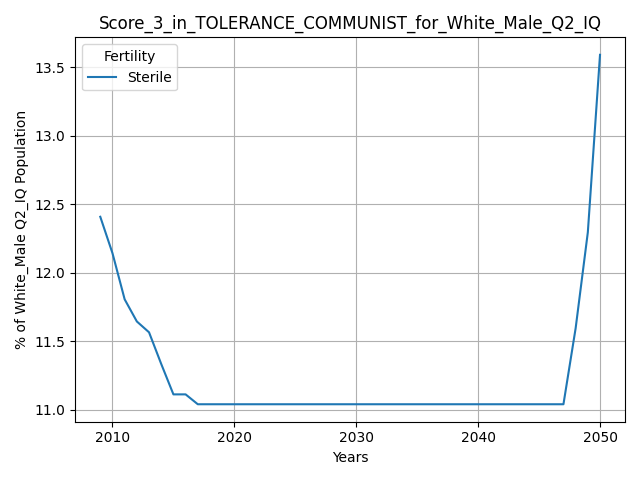 Score_3_in_TOLERANCE_COMMUNIST_for_White_Male_Q2_IQ
Fertility
Sterile
% of White_Male Q2_IQ Population
13.5
13.0
12.5
12.0
11.5
11.0
2010 2020 2030 2040 2050
Years